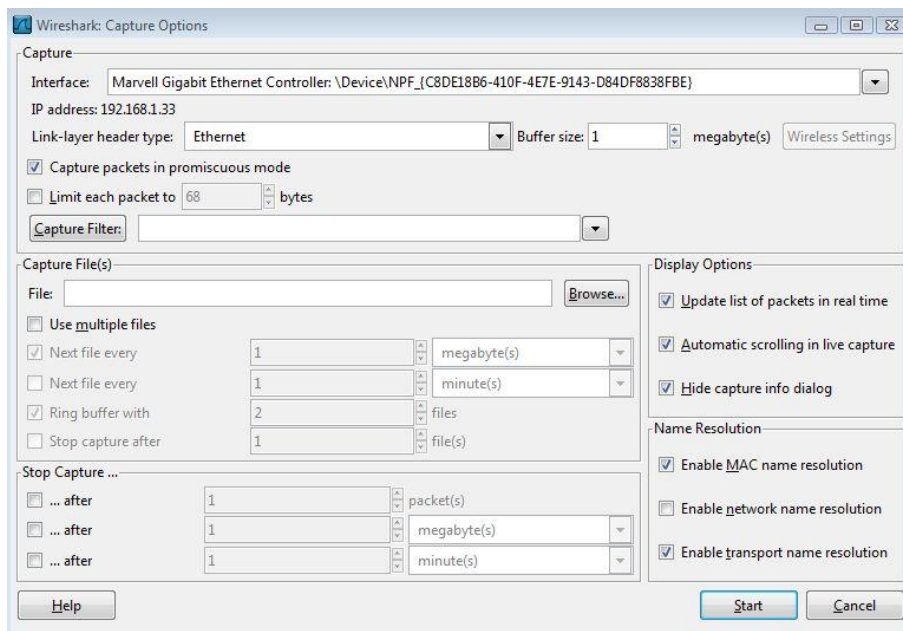 Wireshark: Capture Options
Capture
Interface: Marvell Gigabit Ethernet Controller: \Device\NPF_{C8DE18B6-410F-4E7E-9143-D84DF8838FBE}
IP address: 192.168.1.33
Link-layer header type: Ethernet Buffer size: 1 megabyte(s) Wireless Settings
Capture packets in promiscuous mode
Limit each packet to 68 bytes
Capture Filter:
Capture File(s)
File: Browse...
Use multiple files
Next file every 1 megabyte(s)
Next file every 1 minute(s)
Ring buffer with 2 files
Stop capture after 1 file(s)
Stop Capture ...
... after 1 packet(s)
... after 1 megabyte(s)
... after 1 minute(s)
Display Options
Update list of packets in real time
Automatic scrolling in live capture
Hide capture info dialog
Name Resolution
Enable MAC name resolution
Enable network name resolution
Enable transport name resolution
Help Start Cancel